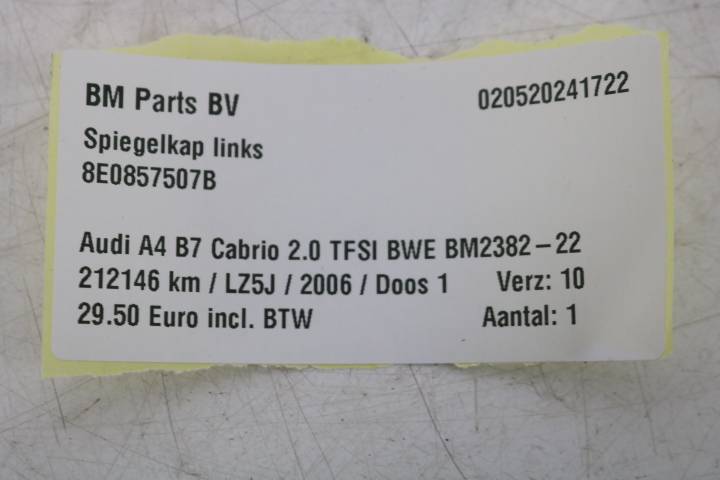 BM Parts BV 020520241722
Spiegelkap links
8E0857507B
Audi A4 B7 Cabrio 2.0 TFSI BWE BM2382-22
212146 km / LZ5J / 2006 / Doos 1 Verz: 10
29.50 Euro incl. BTW Aantal: 1